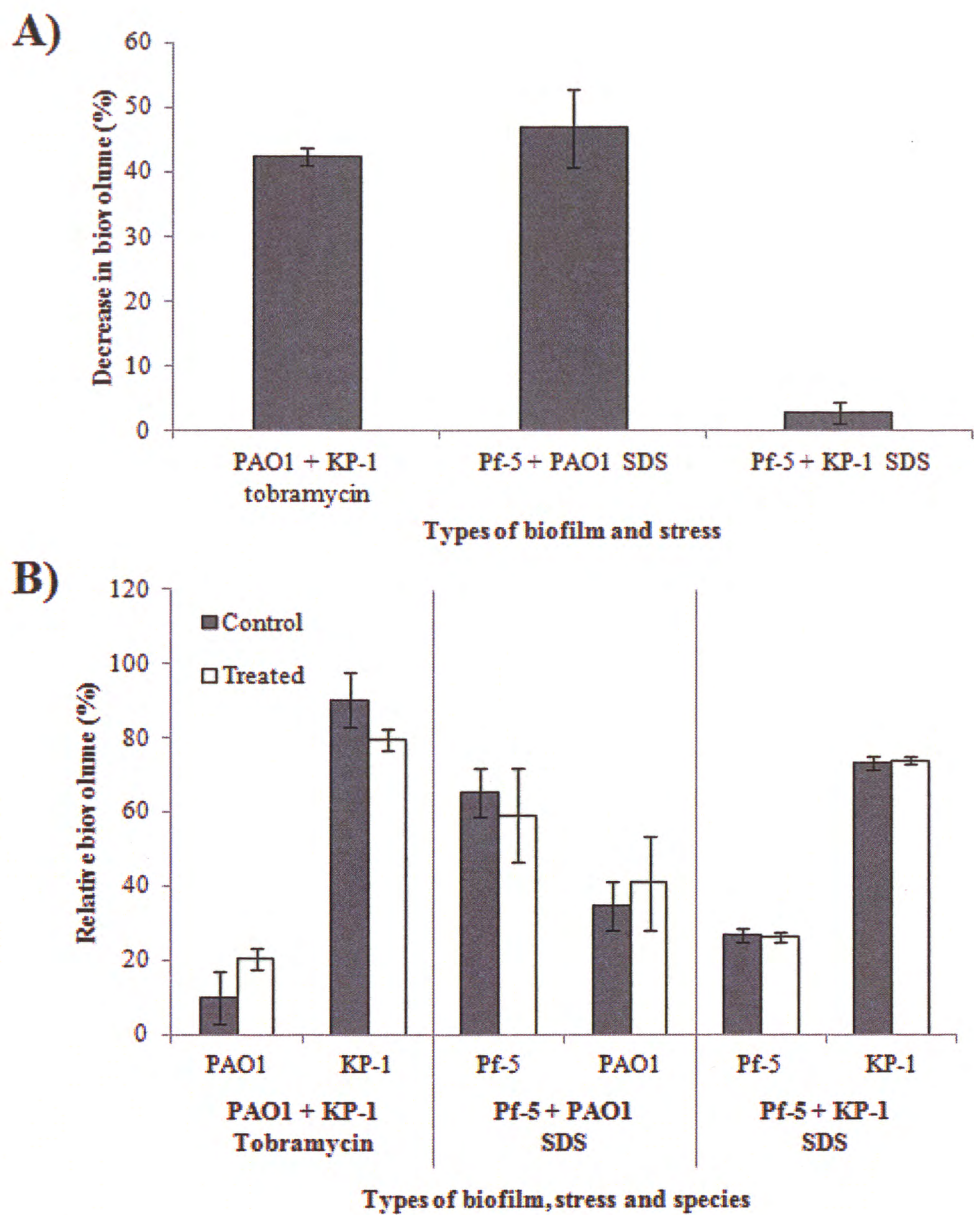 A)
60
50
40
30
20
10
0
Decrease in biovolume (%)
PAO1 + KP-1
tobramycin
Pf-5 + PAO1 SDS
Pf-5 + KP-1 SDS
Types of biofilm and stress
B)
120
100
80
60
40
20
0
Relative biovolume (%)
Control
Treated
PAO1
KP-1
Pf-5
PAO1
Pf-5
KP-1
PAO1 + KP-1
Tobramycin
Pf-5 + PAO1
SDS
Pf-5 + KP-1
SDS
Types of biofilm, stress and species